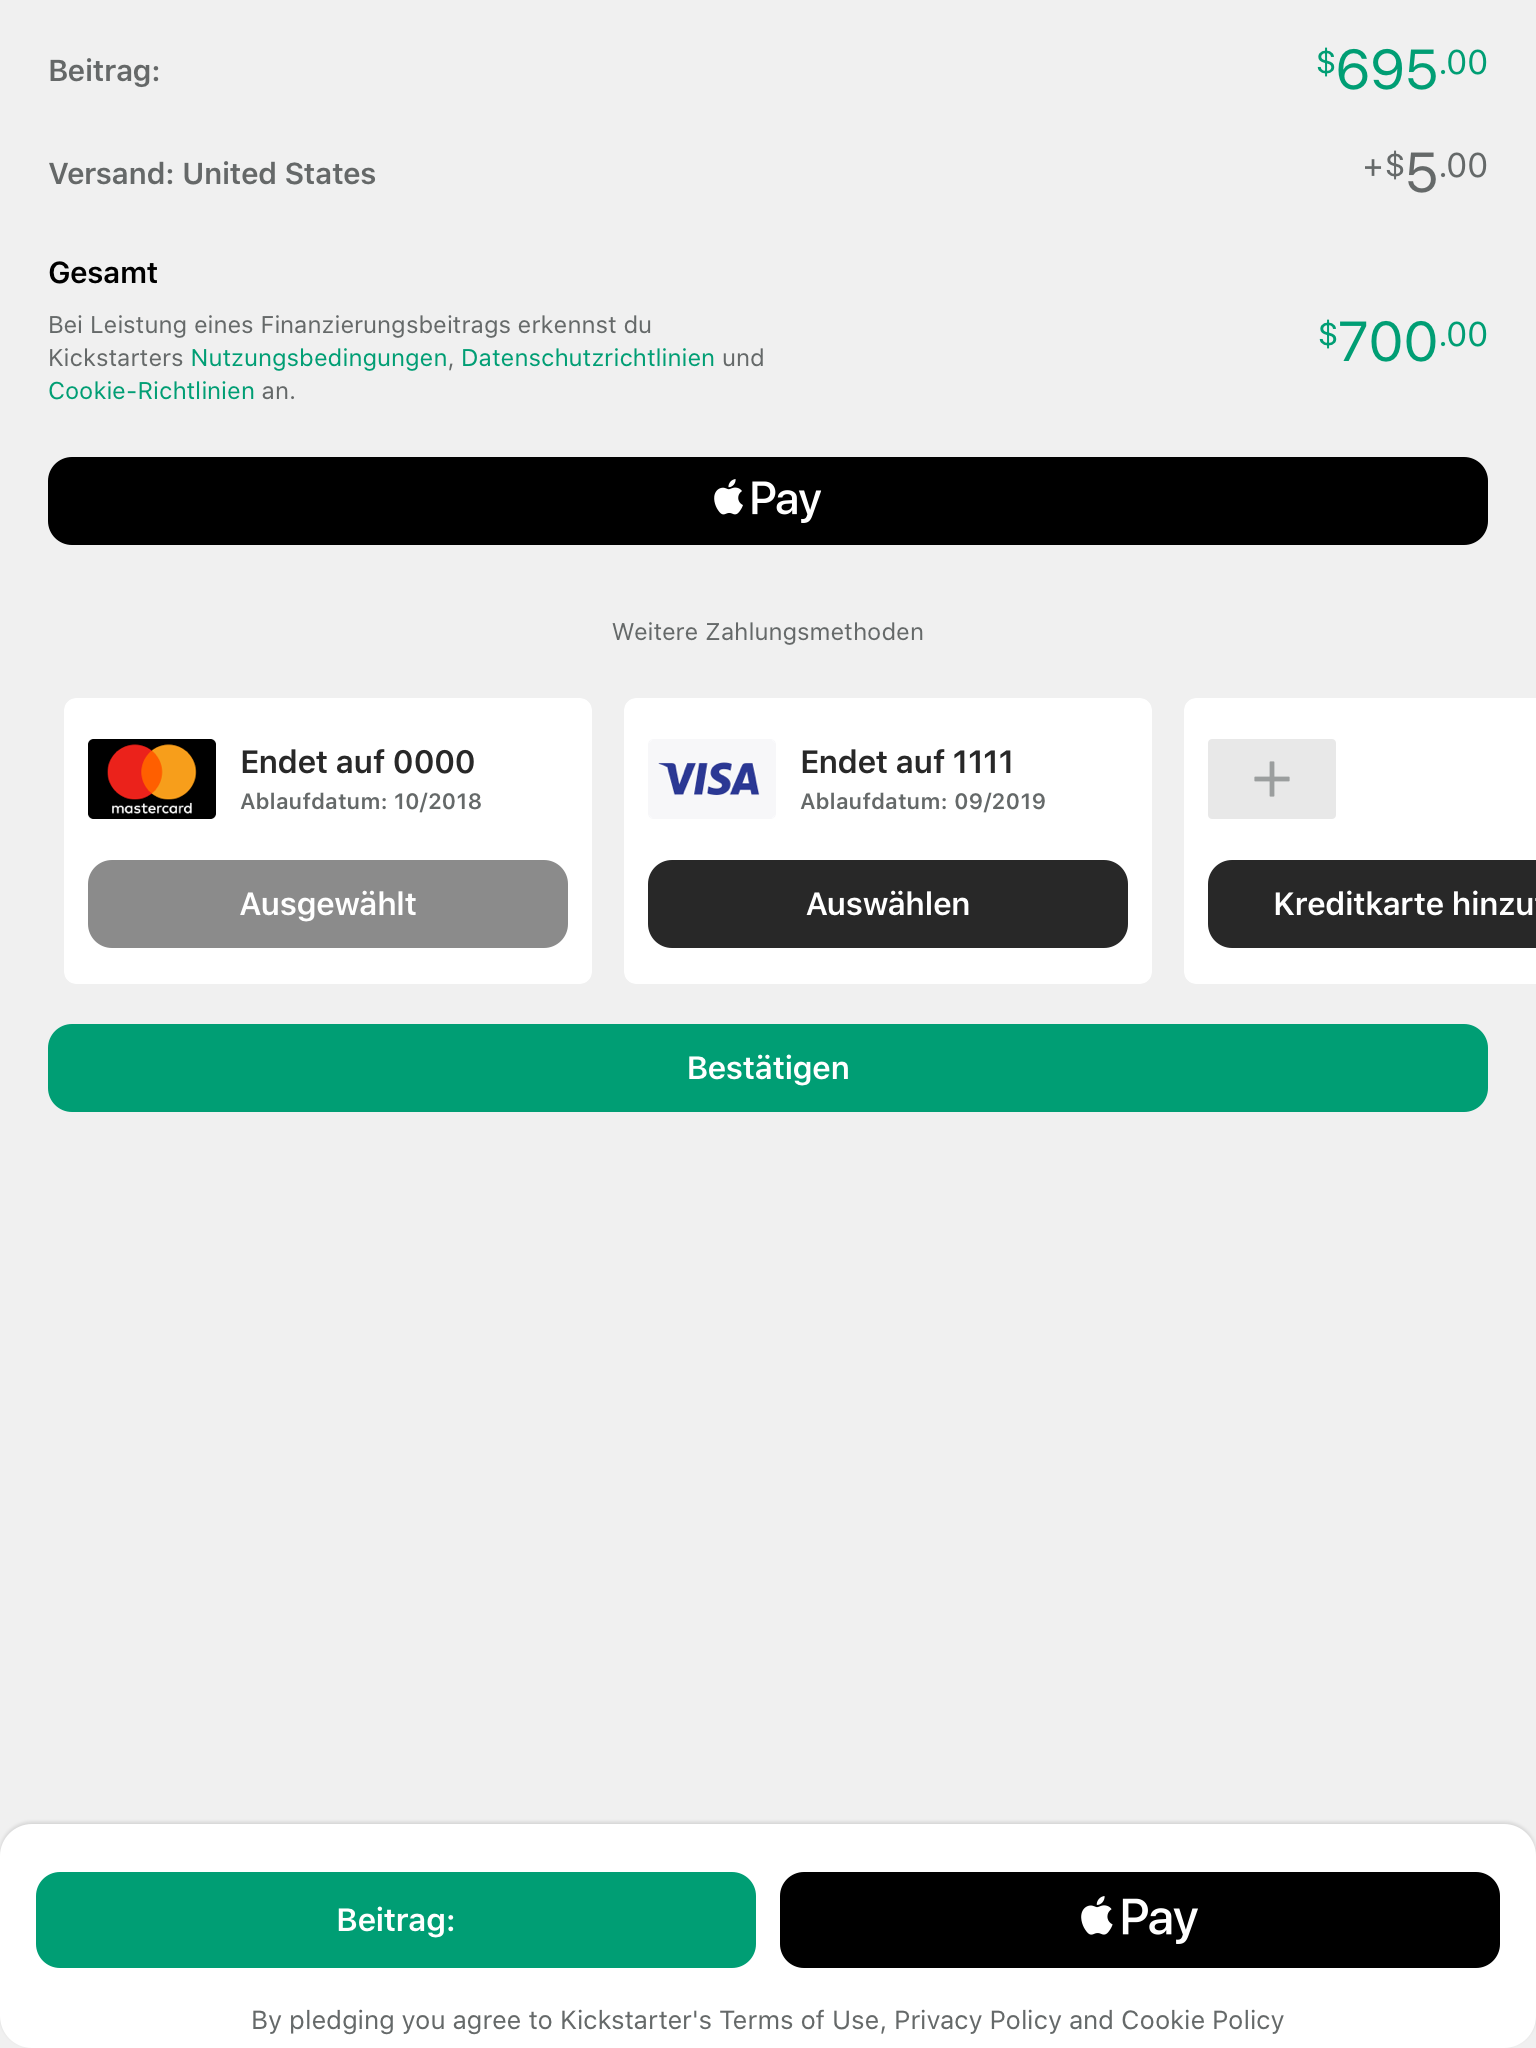 Beitrag:
$695.00
Versand: United States
+$5.00
Gesamt
Bei Leistung eines Finanzierungsbeitrags erkennst du
Kickstarters Nutzungsbedingungen, Datenschutzrichtlinien und
Cookie-Richtlinien an.
$700.00
Pay
Weitere Zahlungsmethoden
mastercard
Endet auf 0000
Ablaufdatum: 10/2018
Ausgewählt
VISA
Endet auf 1111
Ablaufdatum: 09/2019
Auswählen
Kreditkarte
Bestätigen
Beitrag:
Pay
By pledging you agree to Kickstarter's Terms of Use, Privacy Policy and Cookie Policy